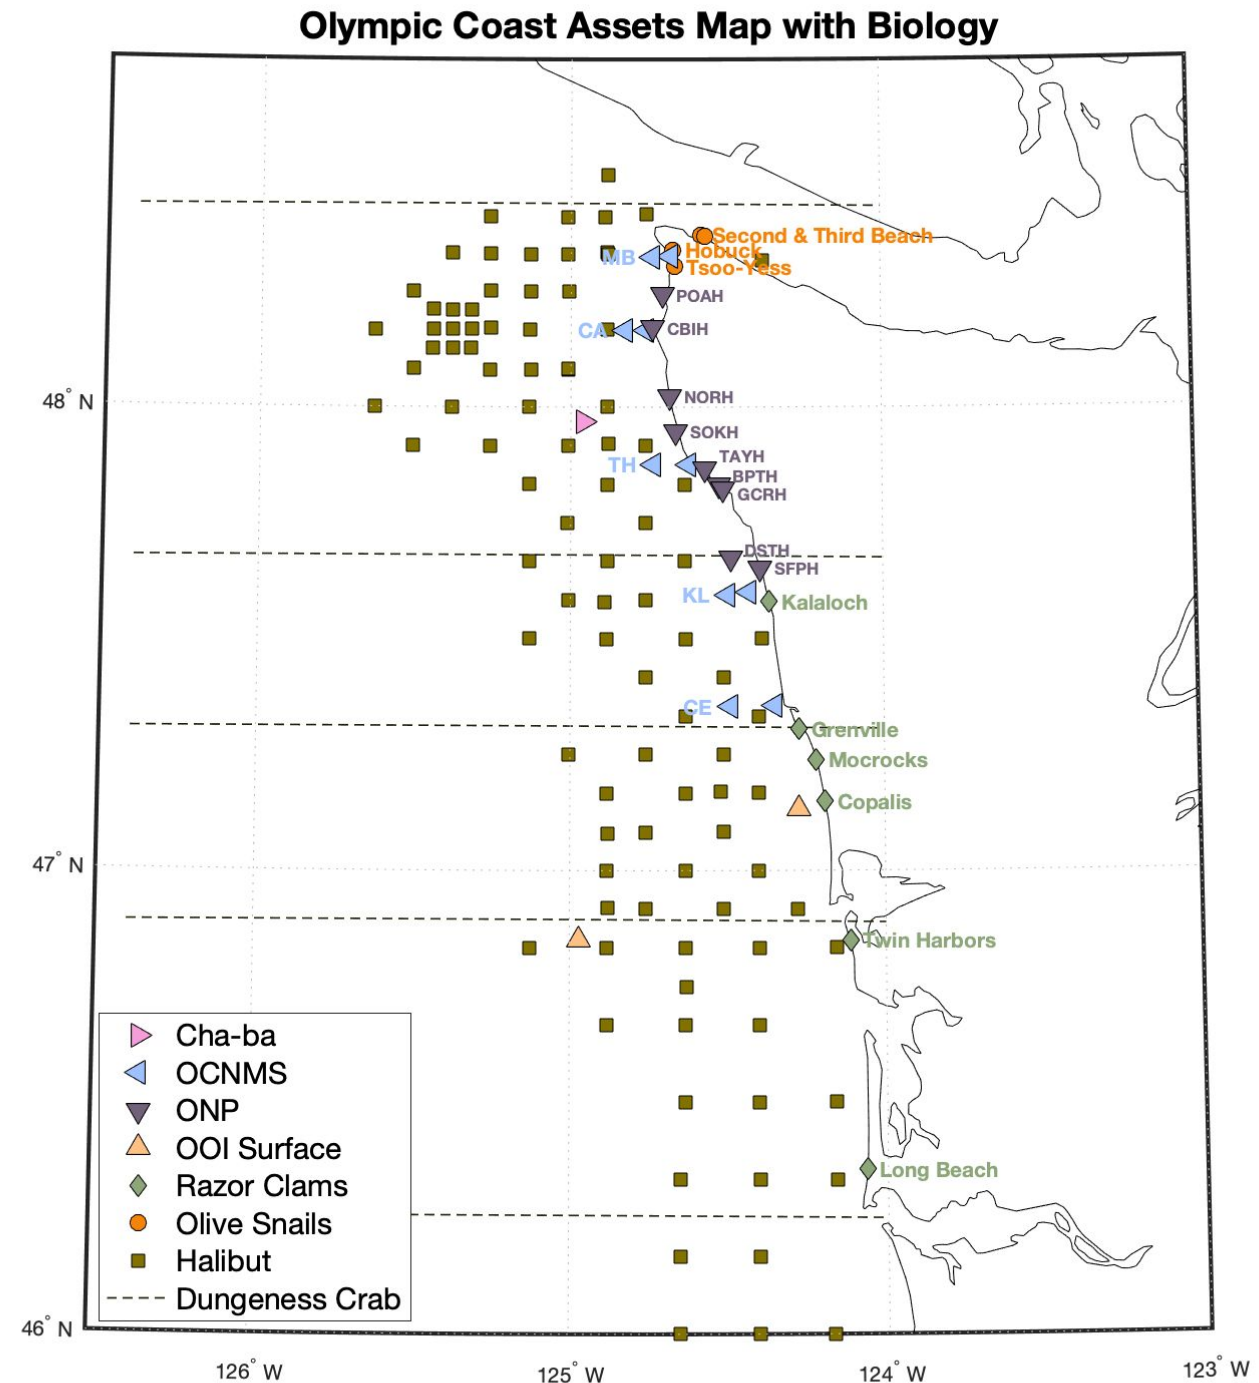 Olympic Coast Assets Map with Biology
Second & Third Beach
Hobuck
MB
Tsoo-Yess
POAH
CA
CBIH
48° N
NORH
SOKH
TAYH
TH
BPTH
GCRH
DSTH
SFPH
KL
Kalaloch
CE
Grenville
Mocrocks
Copalis
47° N
Twin Harbors
Cha-ba
OCNMS
ONP
OOI Surface
Razor Clams
Long Beach
Olive Snails
Halibut
Dungeness Crab
46° N
126° W
125° W
124° W
123° W